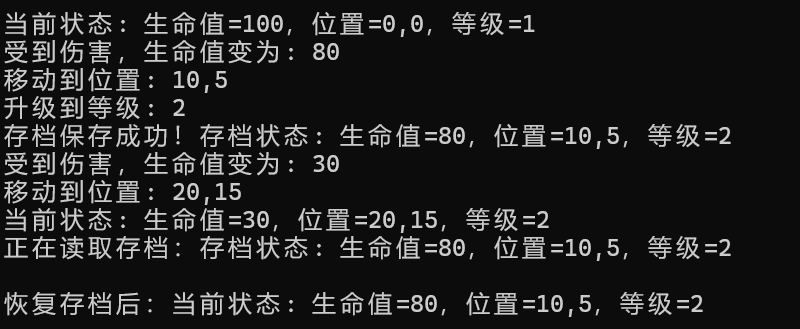 当前状态：生命值=100，位置=0,0，等级=1
受到伤害，生命值变为：80
移动到位置：10,5
升级到等级：2
存档保存成功！存档状态：生命值=80，位置=10,5，等级=2
受到伤害，生命值变为：30
移动到位置：20,15
当前状态：生命值=30，位置=20,15，等级=2
正在读取存档：存档状态：生命值=80，位置=10,5，等级=2
恢复存档后：当前状态：生命值=80，位置=10,5，等级=2